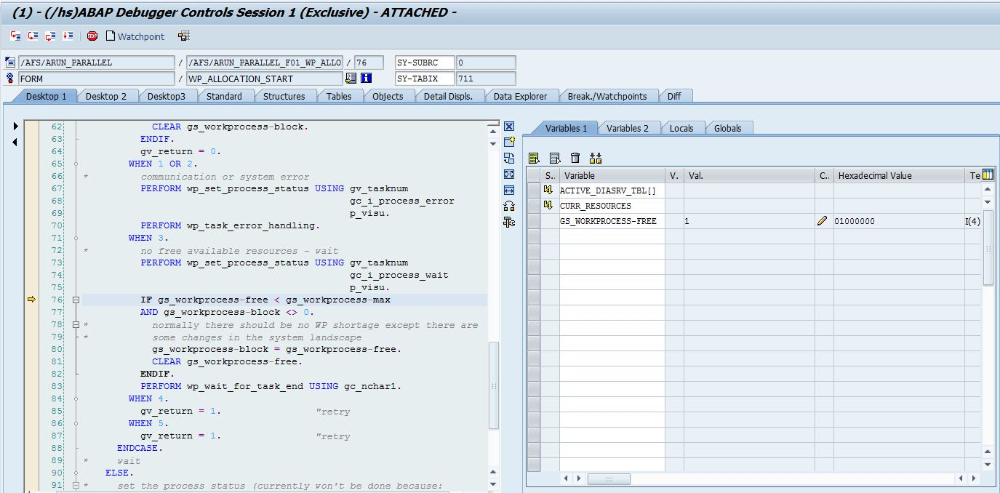 (1) - (/hs)ABAP Debugger Controls Session 1 (Exclusive) - ATTACHED -
Watchpoint
/AFS/ARUN_PARALLEL / /AFS/ARUN_PARALLEL_F01_WP_ALLO / 76 SY-SUBRC 0
FORM / WP_ALLOCATION_START SY-TABIX 711
Desktop 1 Desktop 2 Desktop3 Standard Structures Tables Objects Detail Displs. Data Explorer Break./Watchpoints Diff
62 CLEAR gs_workprocess-block.
63 ENDIF.
64 gv_return = 0.
65 WHEN 1 OR 2.
66 * communication or system error
67 PERFORM wp_set_process_status USING gv_tasknum
68 gc_i_process_error
69 p_visu.
70 PERFORM wp_task_error_handling.
71 WHEN 3.
72 * no free available resources - wait
73 PERFORM wp_set_process_status USING gv_tasknum
74 gc_i_process_wait
75 p_visu.
76 IF gs_workprocess-free < gs_workprocess-max
77 AND gs_workprocess-block <> 0.
78 * normally there should be no WP shortage except there are
79 * some changes in the system landscape
80 gs_workprocess-block = gs_workprocess-free.
81 CLEAR gs_workprocess-free.
82 ENDIF.
83 PERFORM wp_wait_for_task_end USING gc_nchar1.
84 WHEN 4.
85 gv_return = 1. "retry
86 WHEN 5.
87 gv_return = 1. "retry
88 ENDCASE.
89 * wait
90 ELSE.
91 * set the process status (currently won't be done because:
Variables 1 Variables 2 Locals Globals
S.. Variable V. Val. C.. Hexadecimal Value Te
ACTIVE_DIASRV_TBL[]
CURR_RESOURCES
GS_WORKPROCESS-FREE 1 01000000 I(4)